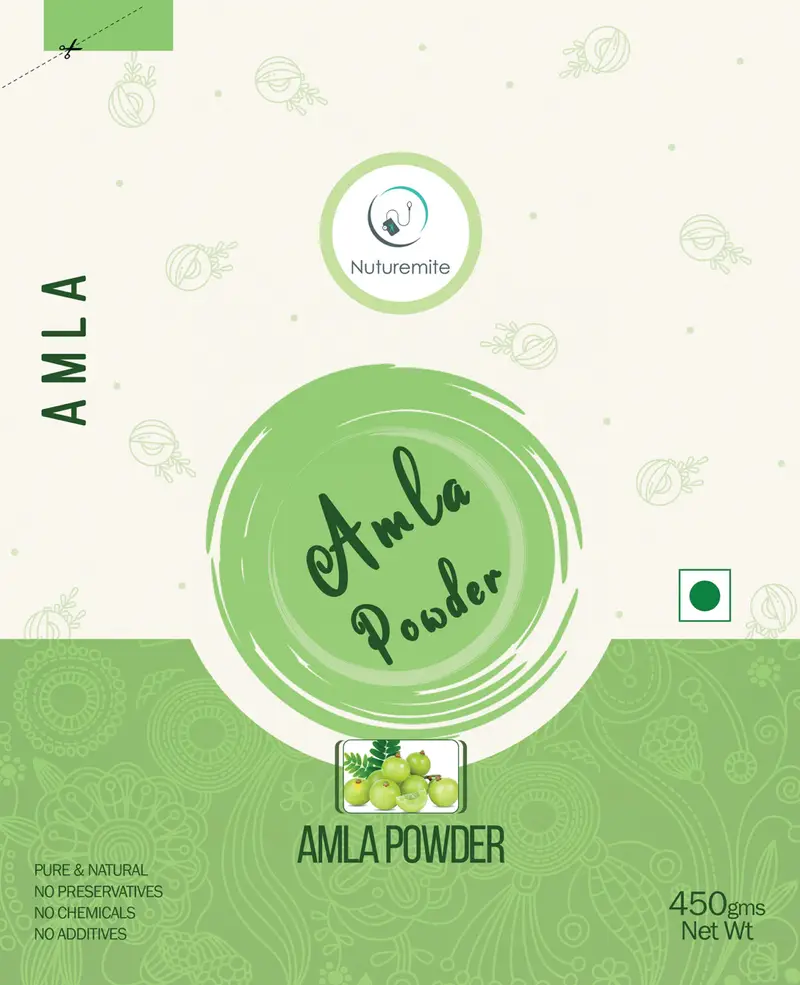 Nuturemite
AMLA
Amla
Powder
AMLA POWDER
PURE & NATURAL
NO PRESERVATIVES
NO CHEMICALS
NO ADDITIVES
450gms
Net Wt